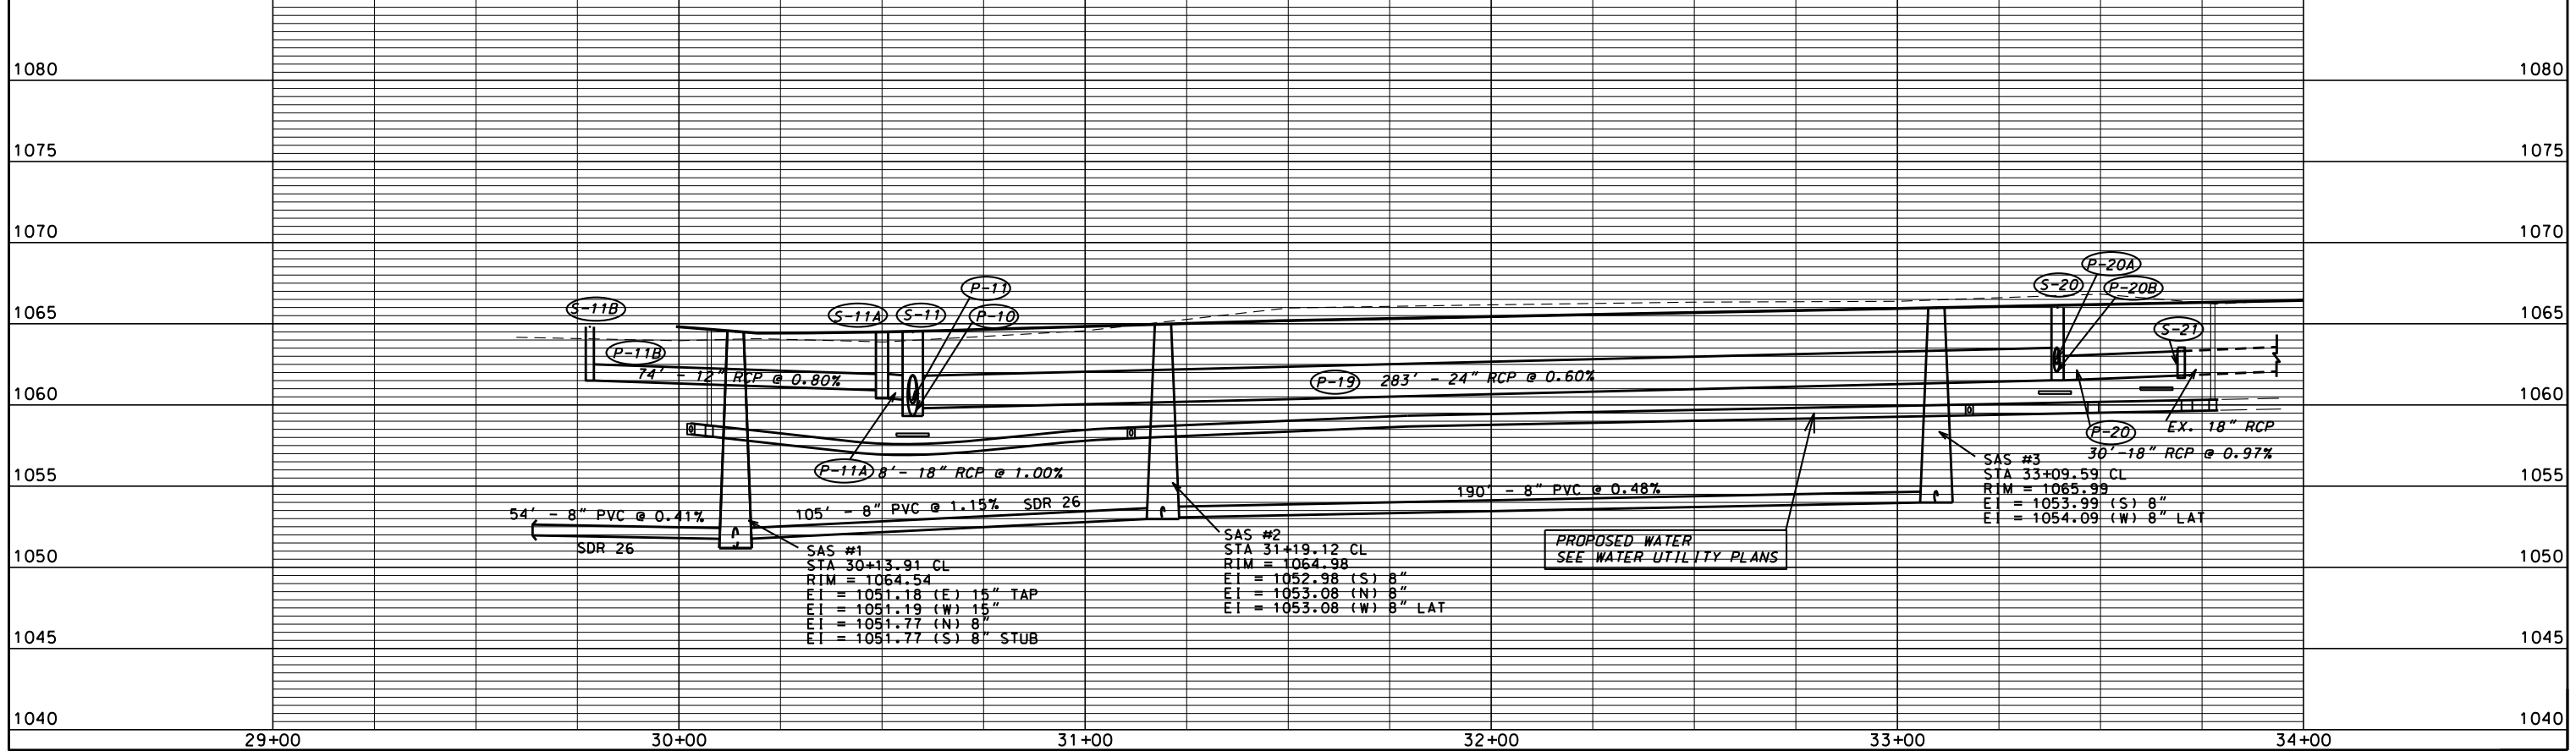 1080
1080
1075
1075
1070
1070
1065
1065
1060
1060
1055
1055
1050
1050
1045
1045
1040
1040
P-20A
S-20
P-20B
P-11
S-11B
S-11A
S-11
P-10
S-21
P-11B
74' - 12" RCP @ 0.80%
P-19
283' - 24" RCP @ 0.60%
EX. 18" RCP
P-20
30'-18" RCP @ 0.97%
P-11A
8'- 18" RCP @ 1.00%
54' - 8" PVC @ 0.41%
SDR 26
105' - 8" PVC @ 1.15% SDR 26
190' - 8" PVC @ 0.48%
SAS #1
STA 30+13.91 CL
RIM = 1064.54
EI = 1051.18 (E) 15" TAP
EI = 1051.19 (W) 15"
EI = 1051.77 (N) 8"
EI = 1051.77 (S) 8" STUB
SAS #2
STA 31+19.12 CL
RIM = 1064.98
EI = 1052.98 (S) 8"
EI = 1053.08 (N) 8"
EI = 1053.08 (W) 8" LAT
PROPOSED WATER
SEE WATER UTILITY PLANS
SAS #3
STA 33+09.59 CL
RIM = 1065.99
EI = 1053.99 (S) 8"
EI = 1054.09 (W) 8" LAT
29+00
30+00
31+00
32+00
33+00
34+00